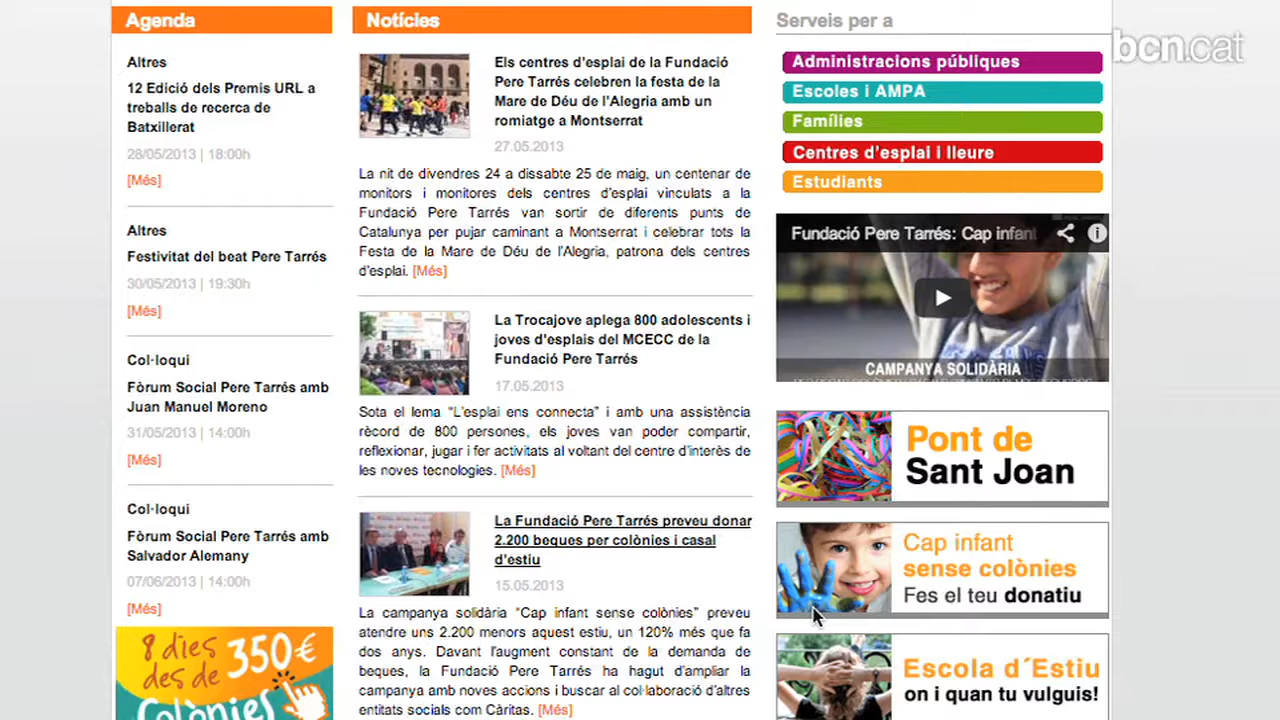 Agenda
Altres
12 Edició dels Premis URL a
treballs de recerca de
Batxillerat
28/05/2013 | 18:00h
[Més]
Altres
Festivitat del beat Pere Tarrés
30/05/2013 | 19:30h
[Més]
Col·loqui
Fòrum Social Pere Tarrés amb
Juan Manuel Moreno
31/05/2013 | 14:00h
[Més]
Col·loqui
Fòrum Social Pere Tarrés amb
Salvador Alemany
07/06/2013 | 14:00h
[Més]
8 dies
des de 350€
Colònies
Notícies
Els centres d'esplai de la Fundació
Pere Tarrés celebren la festa de la
Mare de Déu de l'Alegria amb un
romiatge a Montserrat
27.05.2013
La nit de divendres 24 a dissabte 25 de maig, un centenar de
monitors i monitores dels centres d'esplai vinculats a la
Fundació Pere Tarrés van sortir de diferents punts de
Catalunya per pujar caminant a Montserrat i celebrar tots la
Festa de la Mare de Déu de l'Alegria, patrona dels centres
d'esplai. [Més]
La Trocajove aplega 800 adolescents i
joves d'esplais del MCECC de la
Fundació Pere Tarrés
17.05.2013
Sota el lema "L'esplai ens connecta" i amb una assistència
rècord de 800 persones, els joves van poder compartir,
reflexionar, jugar i fer activitats al voltant del centre d'interès de
les noves tecnologies. [Més]
La Fundació Pere Tarrés preveu donar
2.200 beques per colònies i casal
d'estiu
15.05.2013
La campanya solidària "Cap infant sense colònies" preveu
atendre uns 2.200 menors aquest estiu, un 120% més que fa
dos anys. Davant l'augment constant de la demanda de
beques, la Fundació Pere Tarrés ha hagut d'ampliar la
campanya amb noves accions i buscar al·col·laboració d'altres
entitats socials com Càritas. [Més]
Serveis per a
Administracions públiques
Escoles i AMPA
Famílies
Centres d'esplai i lleure
Estudiants
Fundació Pere Tarrés: Cap infant
CAMPANYA SOLIDÀRIA
Pont de
Sant Joan
Cap infant
sense colònies
Fes el teu donatiu
Escola d´Estiu
on i quan tu vulguis!
bcn.cat